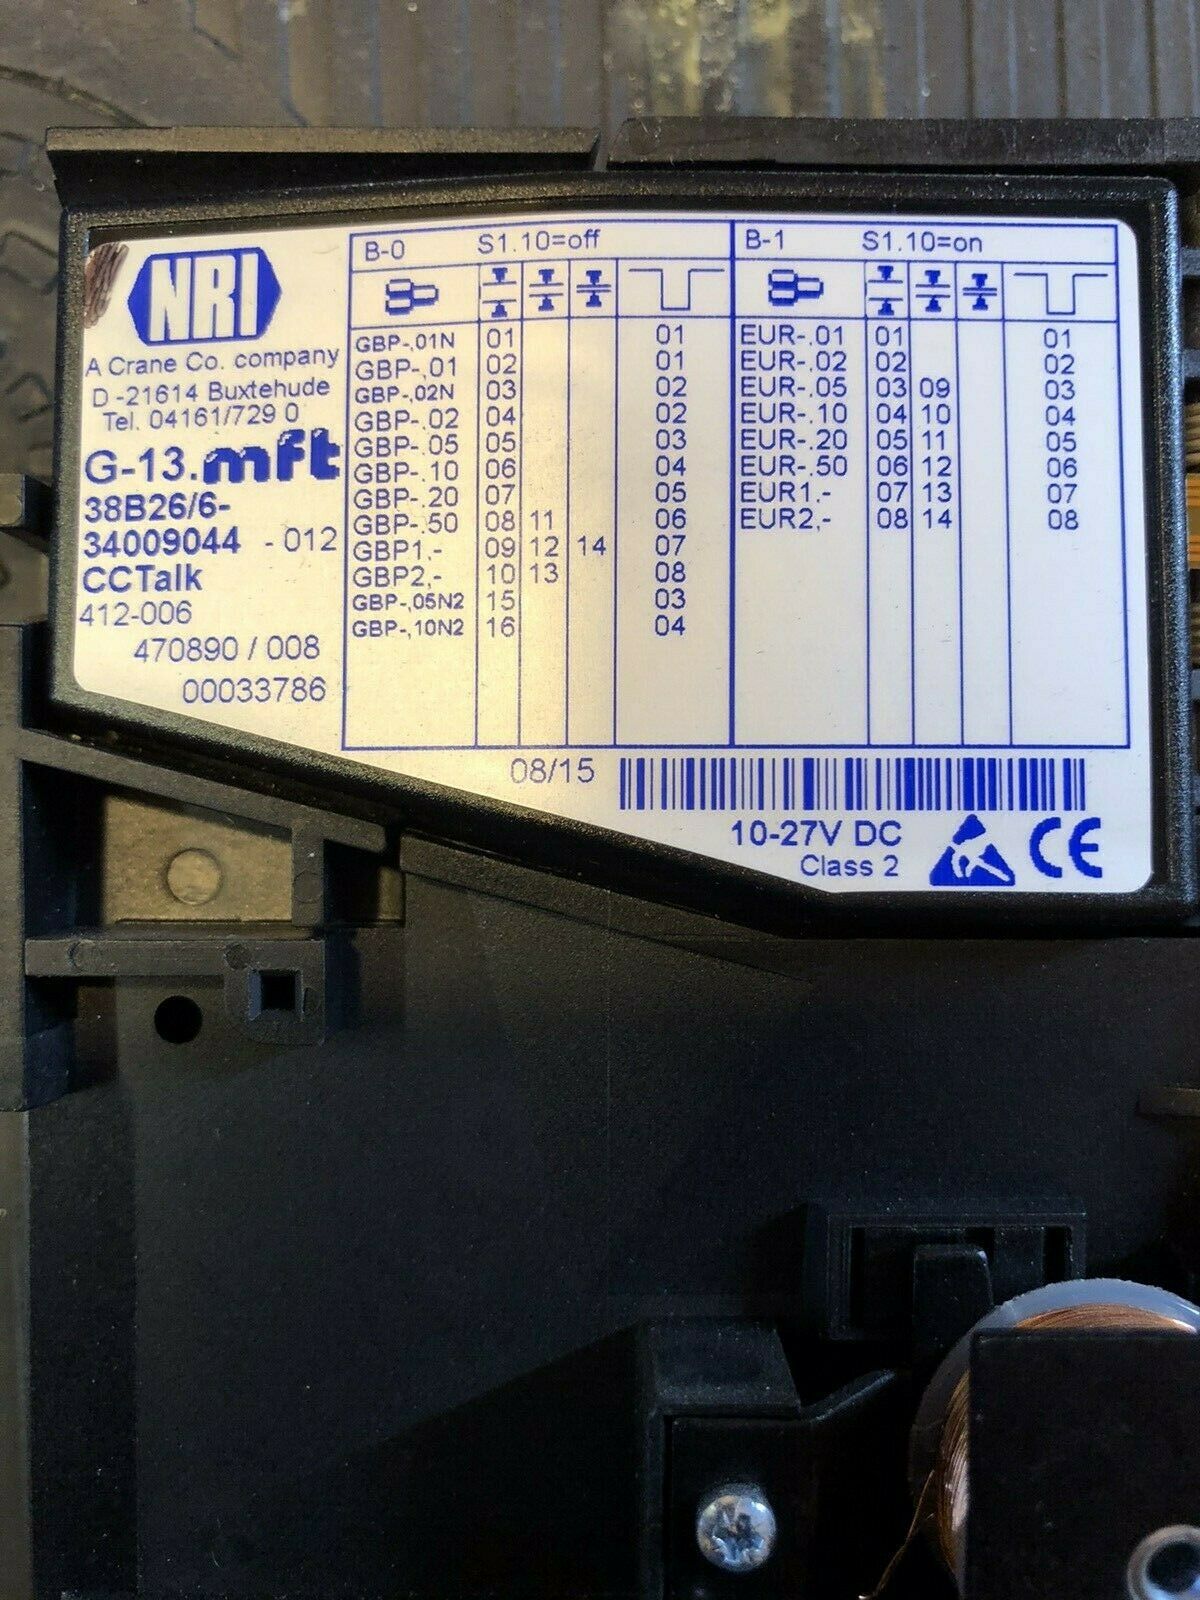 NRI
A Crane Co. company
D -21614 Buxtehude
Tel. 04161/729 0
G-13.mft
38B26/6-
34009044 - 012
CCTalk
412-006
470890 / 008
00033786
B-0 S1.10=off
GBP-,01N 01 01
GBP-.01 02 01
GBP-,02N 03 02
GBP-.02 04 02
GBP-.05 05 03
GBP-.10 06 04
GBP-.20 07 05
GBP-.50 08 11 06
GBP1,- 09 12 14 07
GBP2,- 10 13 08
GBP-,05N2 15 03
GBP-,10N2 16 04
B-1 S1.10=on
EUR-.01 01 01
EUR-.02 02 02
EUR-.05 03 09 03
EUR-.10 04 10 04
EUR-.20 05 11 05
EUR-.50 06 12 06
EUR1.- 07 13 07
EUR2,- 08 14 08
08/15
10-27V DC
Class 2
CE